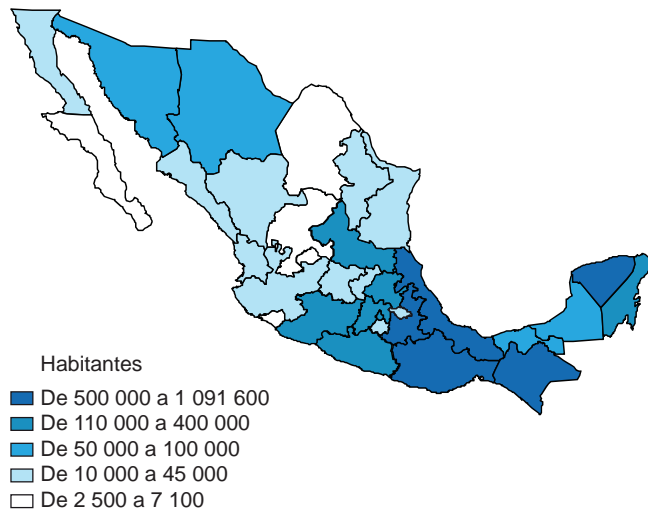 Habitantes
De 500 000 a 1 091 600
De 110 000 a 400 000
De 50 000 a 100 000
De 10 000 a 45 000
De 2 500 a 7 100